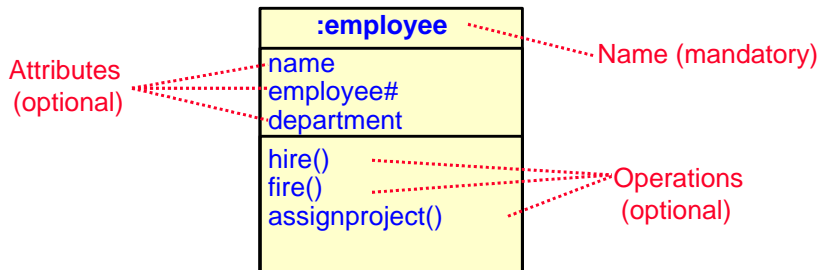 :employee
Name (mandatory)
Attributes
(optional)
name
employee#
department
hire()
fire()
assignproject()
Operations
(optional)